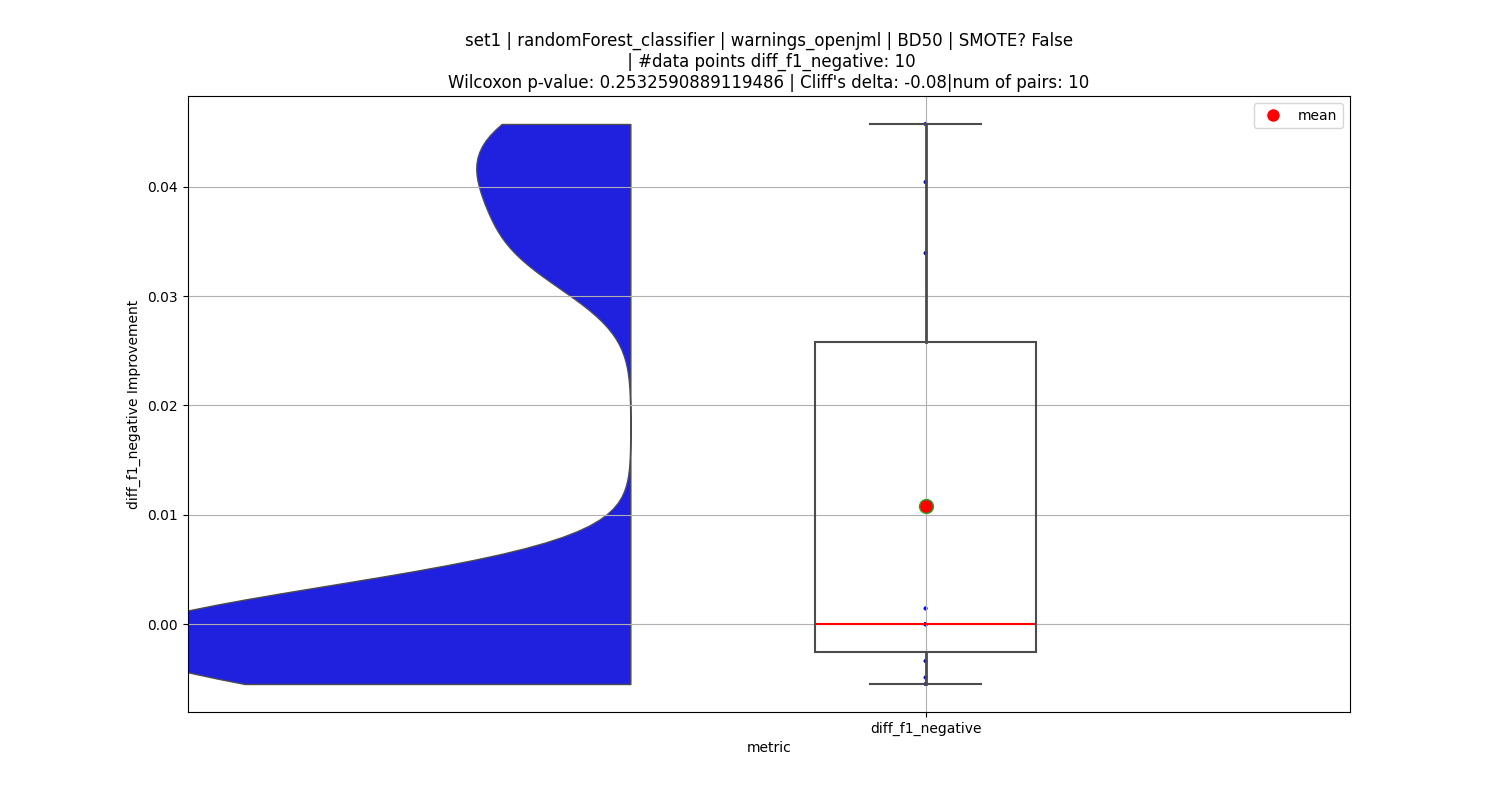 set1 | randomForest_classifier | warnings_openjml | BD50 | SMOTE? False
| #data points diff_f1_negative: 10
Wilcoxon p-value: 0.2532590889119486 | Cliff's delta: -0.08|num of pairs: 10
mean
0.04
0.03
0.02
0.01
0.00
diff_f1_negative Improvement
diff_f1_negative
metric